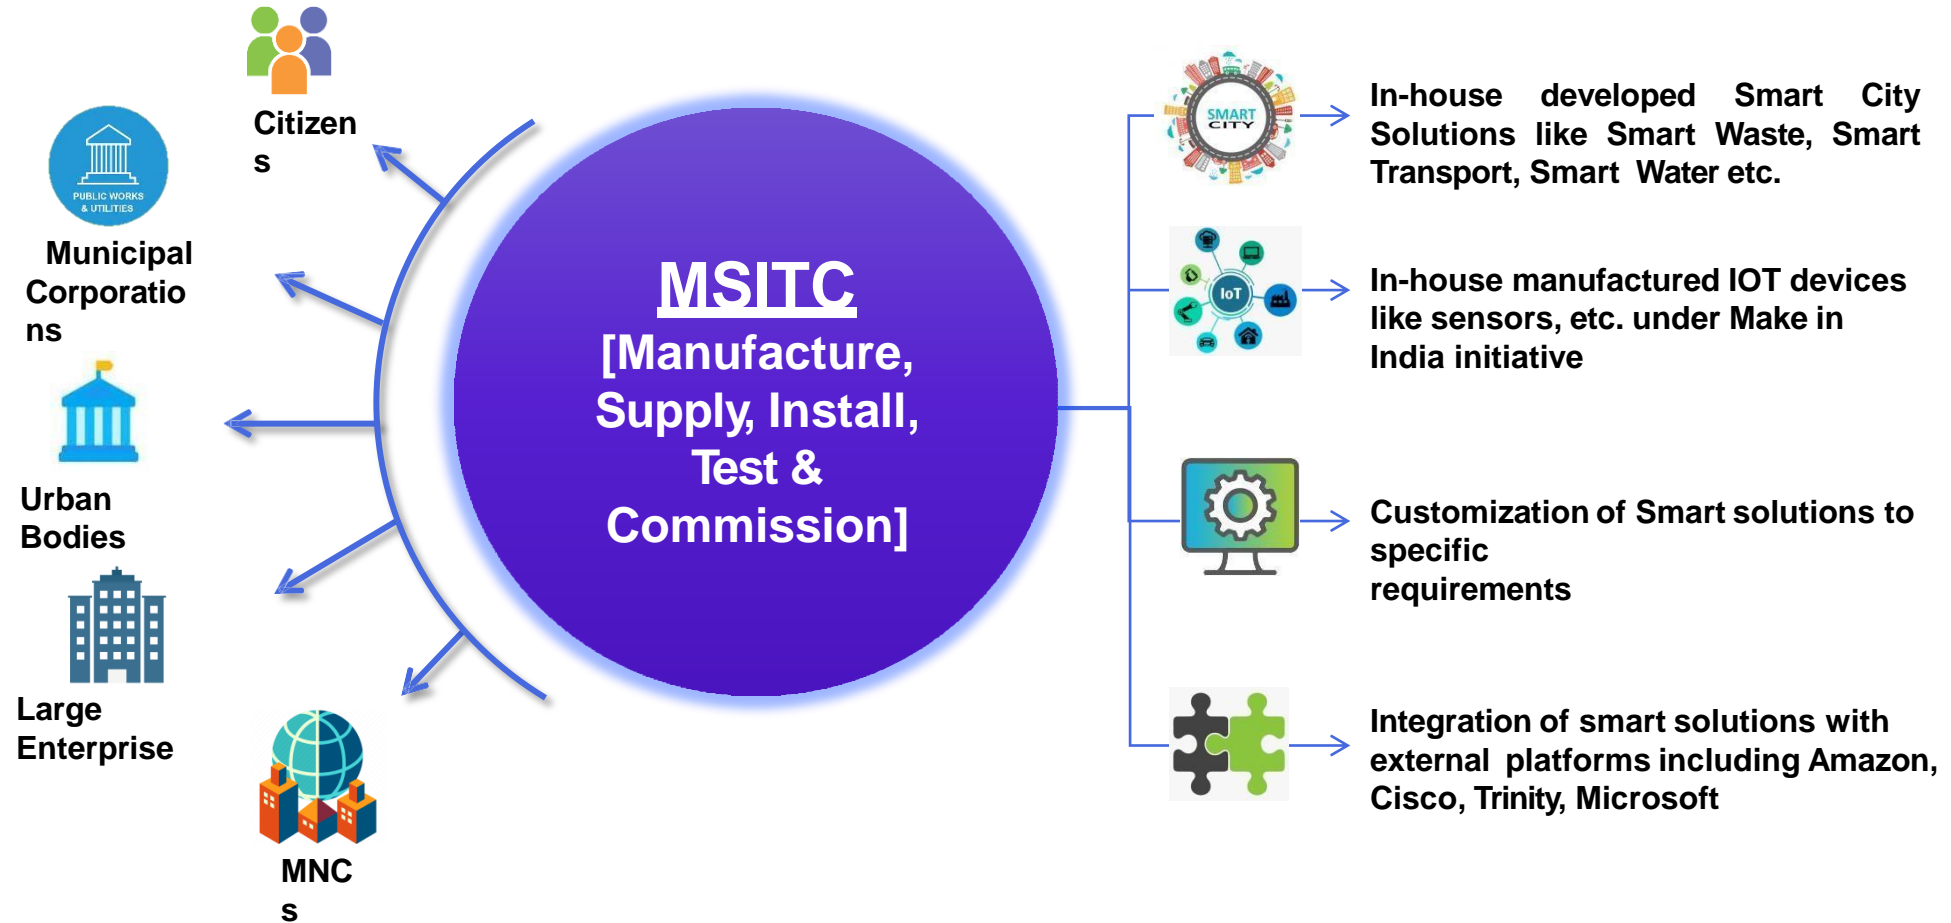 Citizen
s
PUBLIC WORKS
& UTILITIES
Municipal
Corporatio
ns
Urban
Bodies
Large
Enterprise
MNC
s
MSITC
[Manufacture,
Supply, Install,
Test &
Commission]
SMART
CITY
In-house developed Smart City
Solutions like Smart Waste, Smart
Transport, Smart Water etc.
IoT
In-house manufactured IOT devices
like sensors, etc. under Make in
India initiative
Customization of Smart solutions to
specific
requirements
Integration of smart solutions with
external platforms including Amazon,
Cisco, Trinity, Microsoft